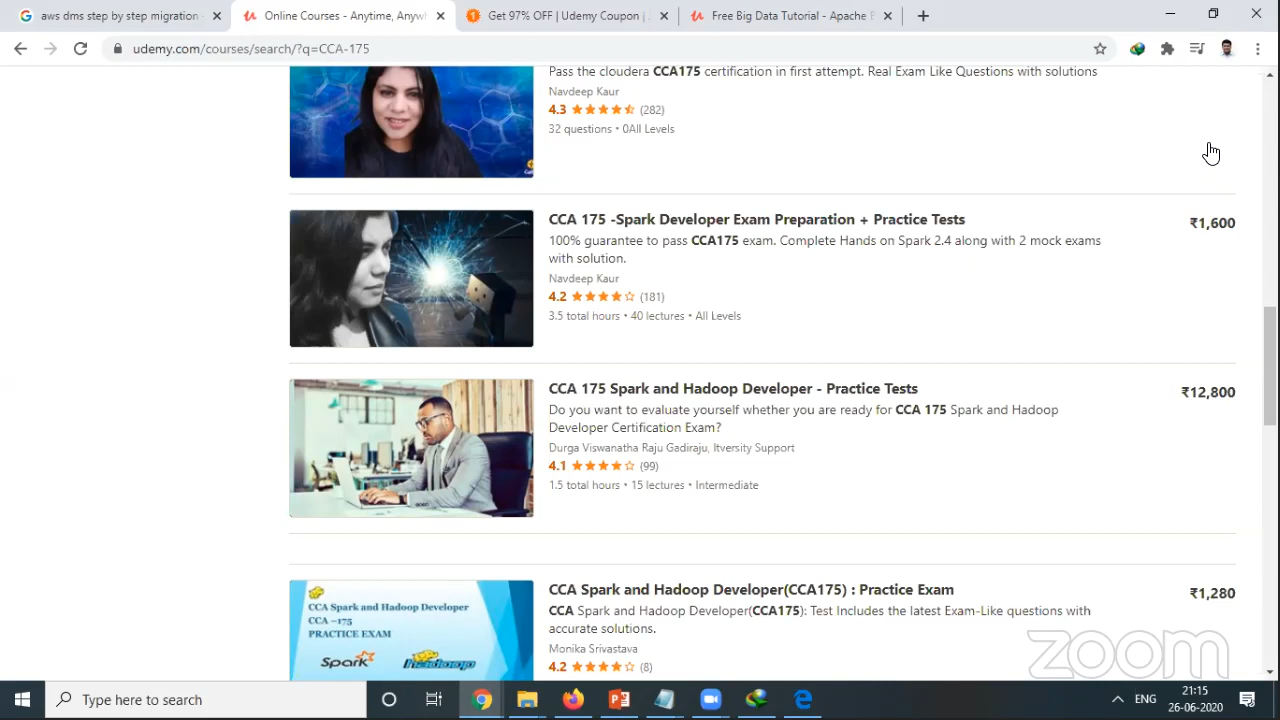 aws dms step by step migration
Online Courses - Anytime, Anyw
Get 97% OFF | Udemy Coupon |
Free Big Data Tutorial - Apache
udemy.com/courses/search/?q=CCA-175
Pass the cloudera CCA175 certification in first attempt. Real Exam Like Questions with solutions
Navdeep Kaur
4.3 (282)
32 questions • 0All Levels
CCA 175 -Spark Developer Exam Preparation + Practice Tests
₹1,600
100% guarantee to pass CCA175 exam. Complete Hands on Spark 2.4 along with 2 mock exams
with solution.
Navdeep Kaur
4.2 (181)
3.5 total hours • 40 lectures • All Levels
CCA 175 Spark and Hadoop Developer - Practice Tests
₹12,800
Do you want to evaluate yourself whether you are ready for CCA 175 Spark and Hadoop
Developer Certification Exam?
Durga Viswanatha Raju Gadiraju, Itversity Support
4.1 (99)
1.5 total hours • 15 lectures • Intermediate
CCA Spark and Hadoop Developer
CCA –175
PRACTICE EXAM
Spark hadoop
CCA Spark and Hadoop Developer(CCA175) : Practice Exam
₹1,280
CCA Spark and Hadoop Developer(CCA175): Test Includes the latest Exam-Like questions with
accurate solutions.
Monika Srivastava
4.2 (8)
zoom
Type here to search
ENG
21:15
26-06-2020